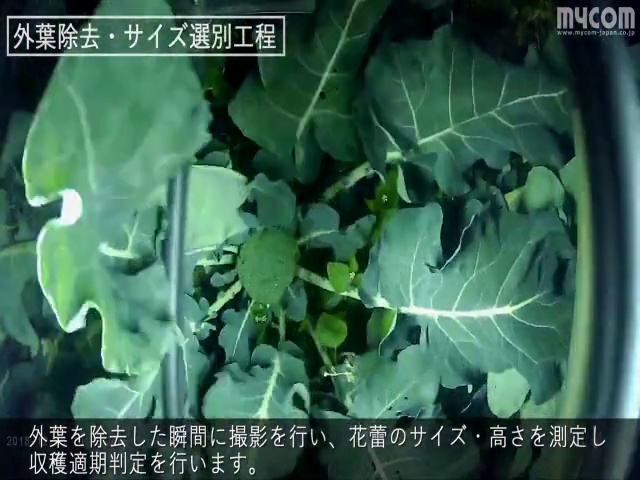 外葉除去・サイズ選別工程
mycom
www.mycom-japan.co.jp
2018
外葉を除去した瞬間に撮影を行い、花蕾のサイズ・高さを測定し
収穫適期判定を行います。